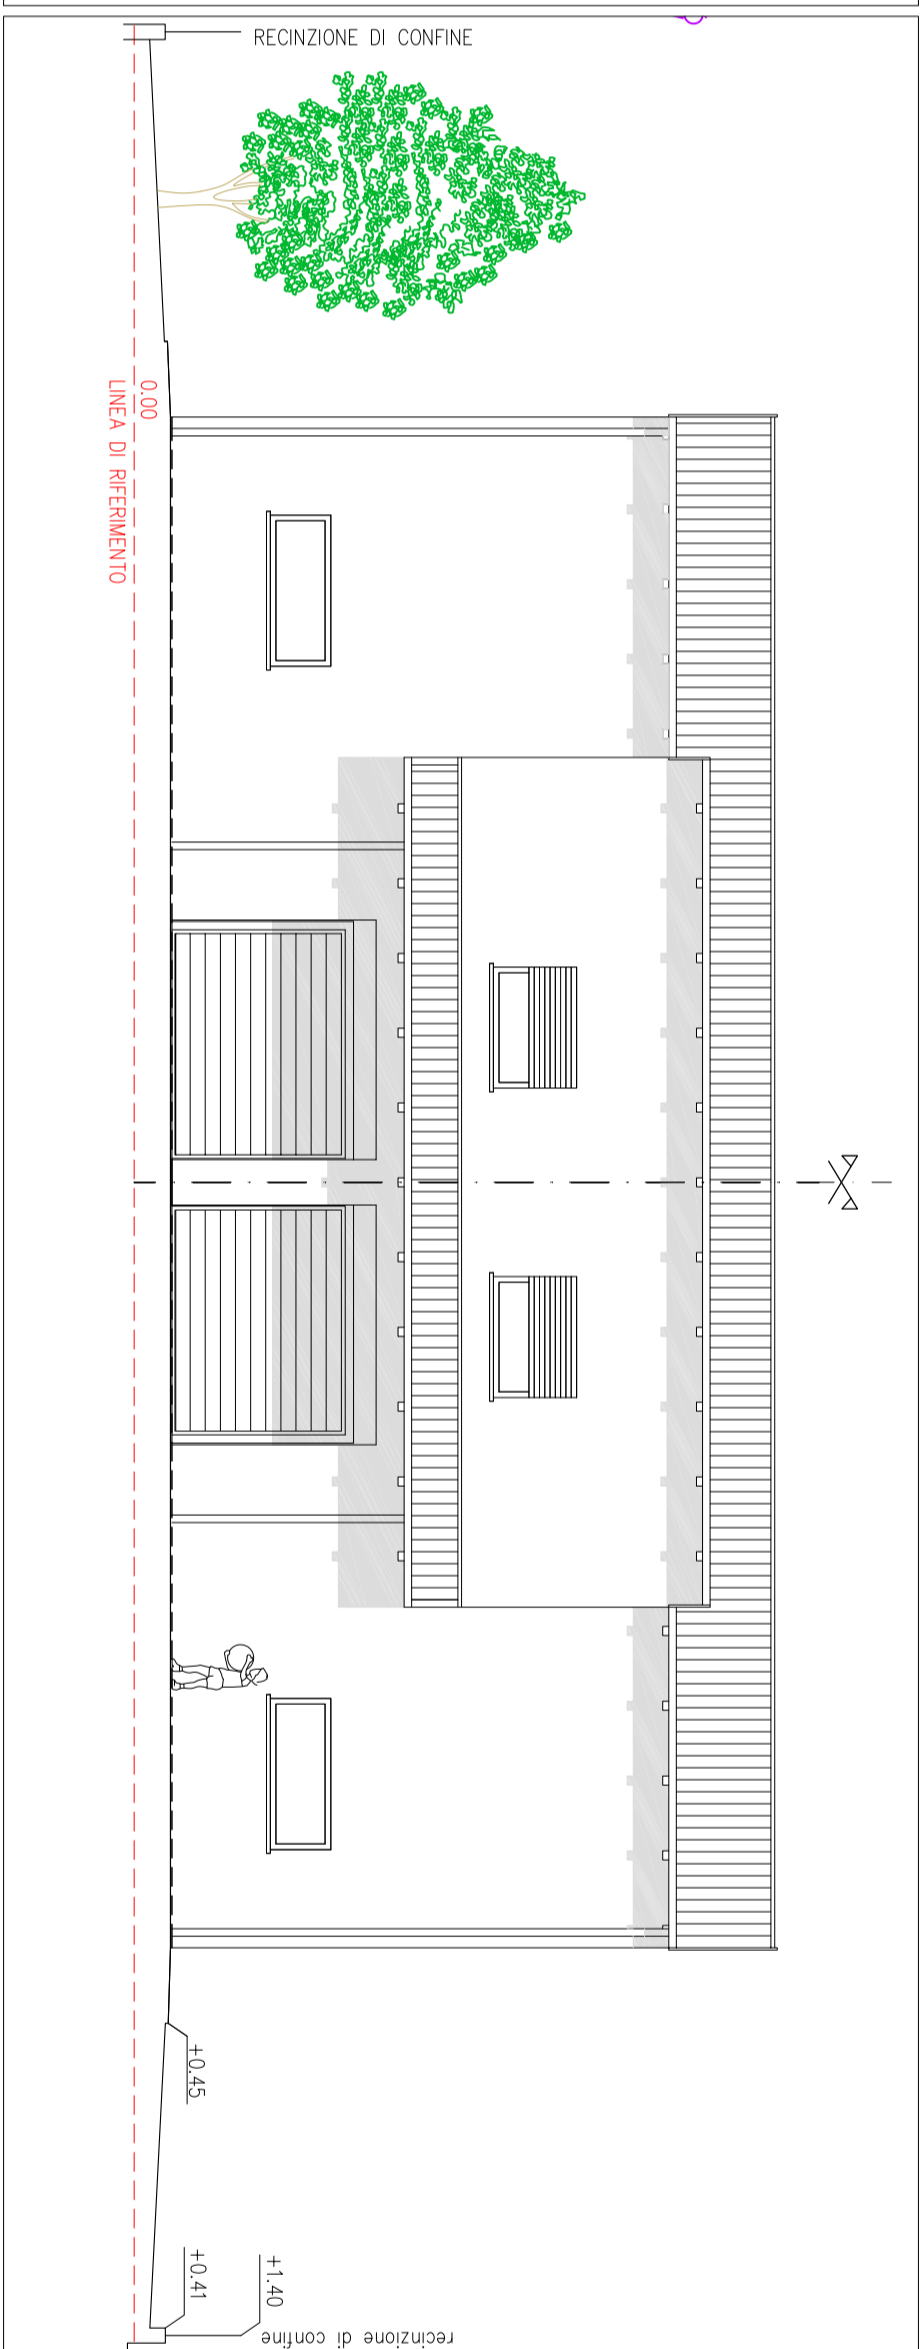 RECINZIONE DI CONFINE
0.00
LINEA DI RIFERIMENTO
+0.45
+0.41
+1.40
recinzione di confine